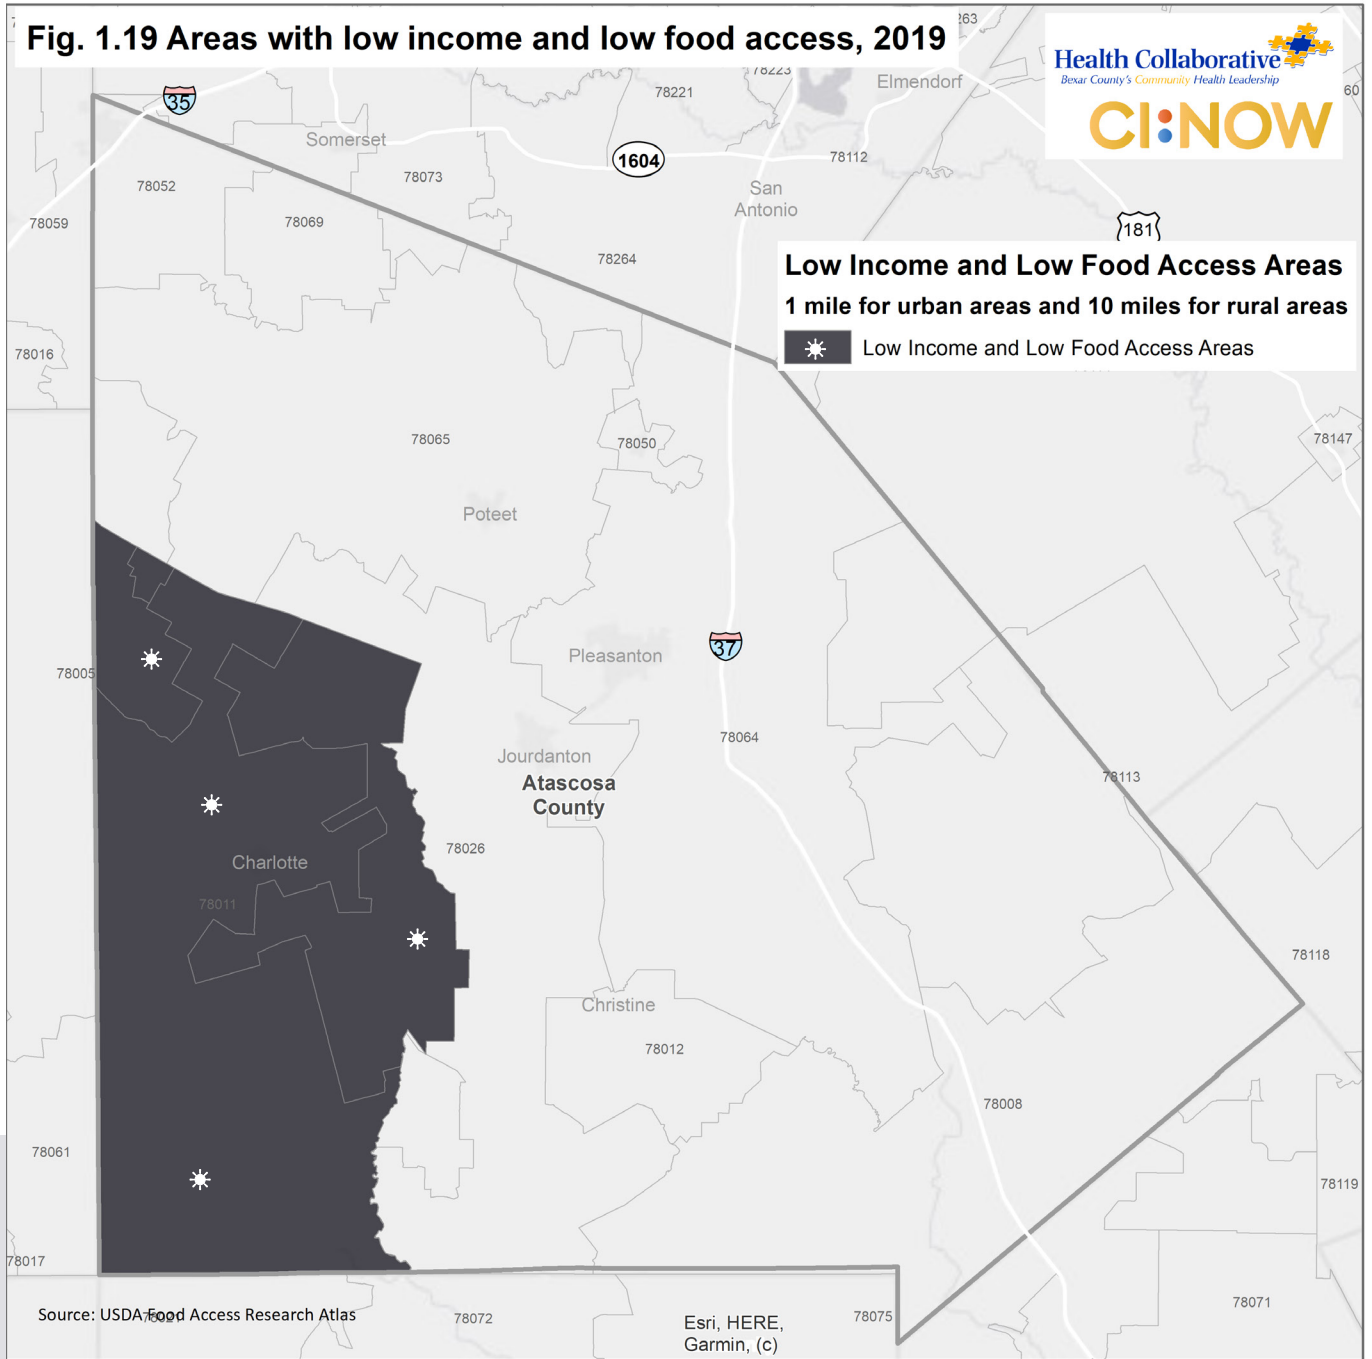 Fig. 1.19 Areas with low income and low food access, 2019
263
Health Collaborative
Bexar County's Community Health Leadership
CI:NOW
35
78223
78221
Elmendorf
60
Somerset
1604
78112
78052
78073
San
Antonio
78059
78069
181
78264
Low Income and Low Food Access Areas
1 mile for urban areas and 10 miles for rural areas
Low Income and Low Food Access Areas
78016
78065
78050
78147
Poteet
37
Pleasanton
78005
78064
Jourdanton
Atascosa
County
78113
78026
Charlotte
78011
78118
Christine
78012
78008
78061
78119
78017
78071
Source: USDA Food Access Research Atlas
78072
78075
Esri, HERE,
Garmin, (c)